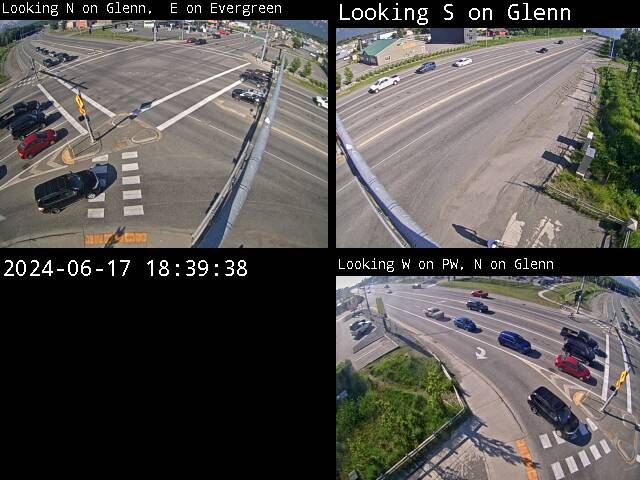 Looking N on Glenn,  E on Evergreen
Looking S on Glenn
2024-06-17 18:39:38
Looking W on PW, N on Glenn